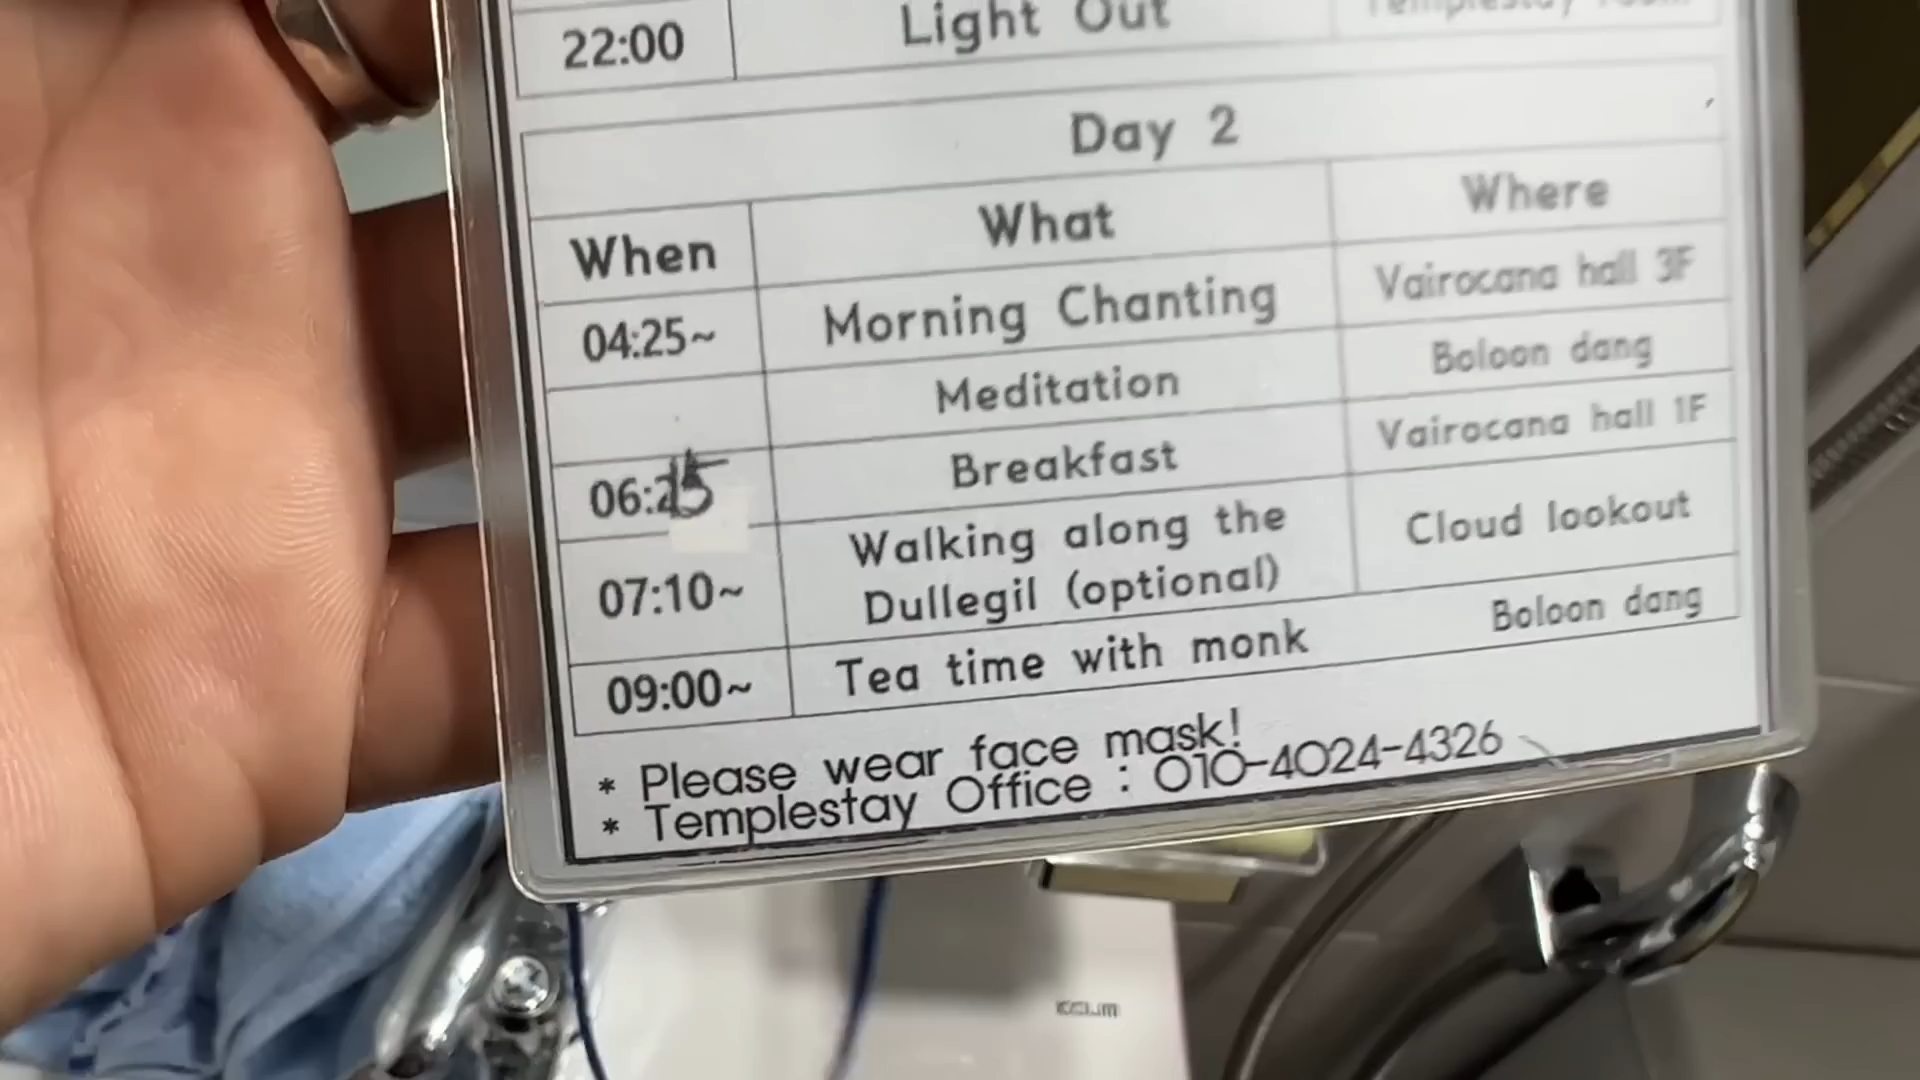 22:00 Light Out Templestay room
Day 2
When What Where
04:25~ Morning Chanting Vairocana hall 3F
Meditation Boloon dang
06:15 Breakfast Vairocana hall 1F
07:10~ Walking along the Dullegil (optional) Cloud lookout
09:00~ Tea time with monk Boloon dang
* Please wear face mask!
* Templestay Office : 010-4024-4326